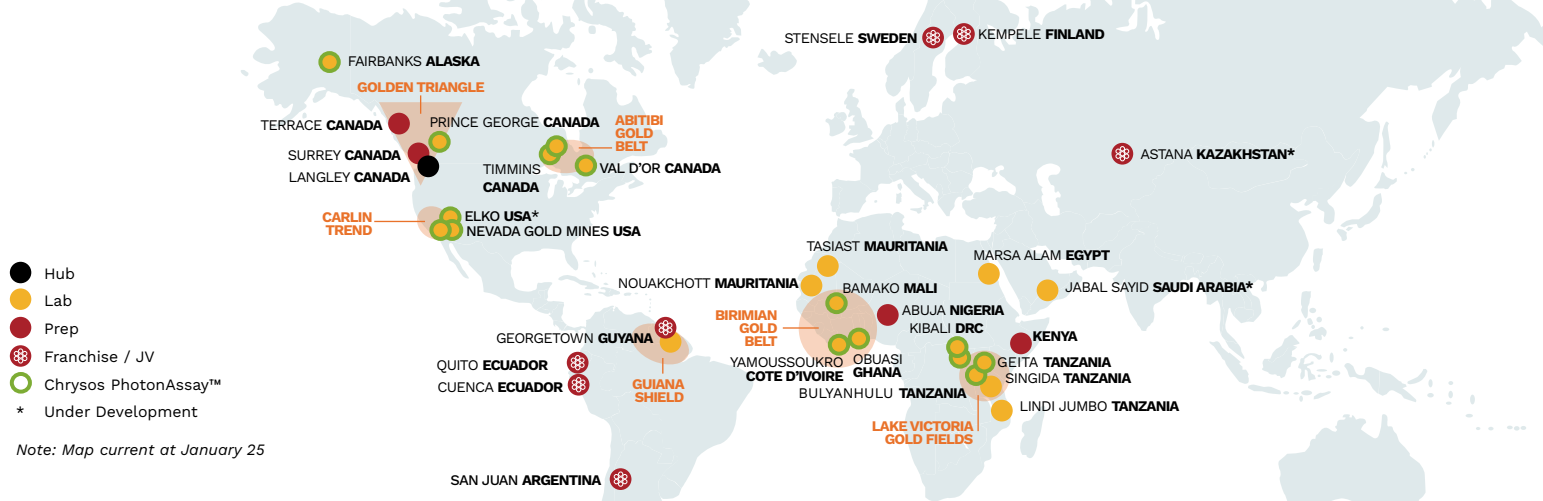 STENSELE SWEDEN
KEMPELE FINLAND
FAIRBANKS ALASKA
GOLDEN TRIANGLE
TERRACE CANADA
PRINCE GEORGE CANADA
ABITIBI
GOLD
BELT
SURREY CANADA
LANGLEY CANADA
TIMMINS
CANADA
VAL D'OR CANADA
ASTANA KAZAKHSTAN*
CARLIN
TREND
ELKO USA*
NEVADA GOLD MINES USA
TASIAST MAURITANIA
MARSA ALAM EGYPT
NOUAKCHOTT MAURITANIA
BAMAKO MALI
JABAL SAYID SAUDI ARABIA*
BIRIMIAN
GOLD
BELT
ABUJA NIGERIA
KIBALI DRC
KENYA
GEORGETOWN GUYANA
YAMOUSSOUKRO
COTE D'IVOIRE
OBUASI
GHANA
GEITA TANZANIA
SINGIDA TANZANIA
BULYANHULU TANZANIA
LINDI JUMBO TANZANIA
QUITO ECUADOR
CUENCA ECUADOR
GUIANA
SHIELD
LAKE VICTORIA
GOLD FIELDS
SAN JUAN ARGENTINA
Hub
Lab
Prep
Franchise / JV
Chrysos PhotonAssay™
* Under Development
Note: Map current at January 25